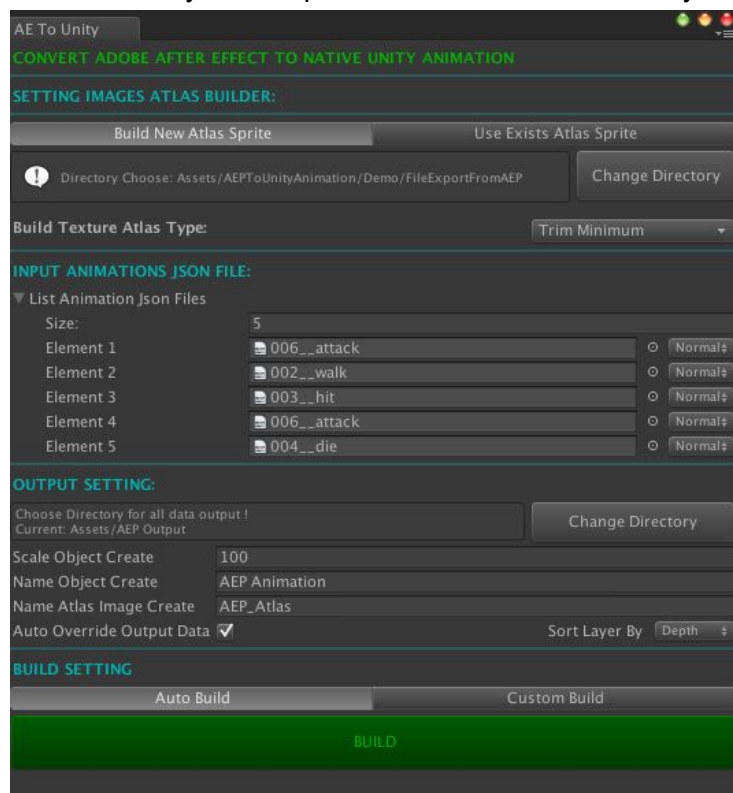 AE To Unity
CONVERT ADOBE AFTER EFFECT TO NATIVE UNITY ANIMATION
SETTING IMAGES ATLAS BUILDER:
Build New Atlas Sprite Use Exists Atlas Sprite
Directory Choose: Assets/AEPToUnityAnimation/Demo/FileExportFromAEP Change Directory
Build Texture Atlas Type: Trim Minimum
INPUT ANIMATIONS JSON FILE:
List Animation Json Files
Size: 5
Element 1 006__attack Normal
Element 2 002__walk Normal
Element 3 003__hit Normal
Element 4 006__attack Normal
Element 5 004__die Normal
OUTPUT SETTING:
Choose Directory for all data output !
Current: Assets/AEP Output
Change Directory
Scale Object Create 100
Name Object Create AEP Animation
Name Atlas Image Create AEP_Atlas
Auto Override Output Data Sort Layer By Depth
BUILD SETTING
Auto Build Custom Build
BUILD